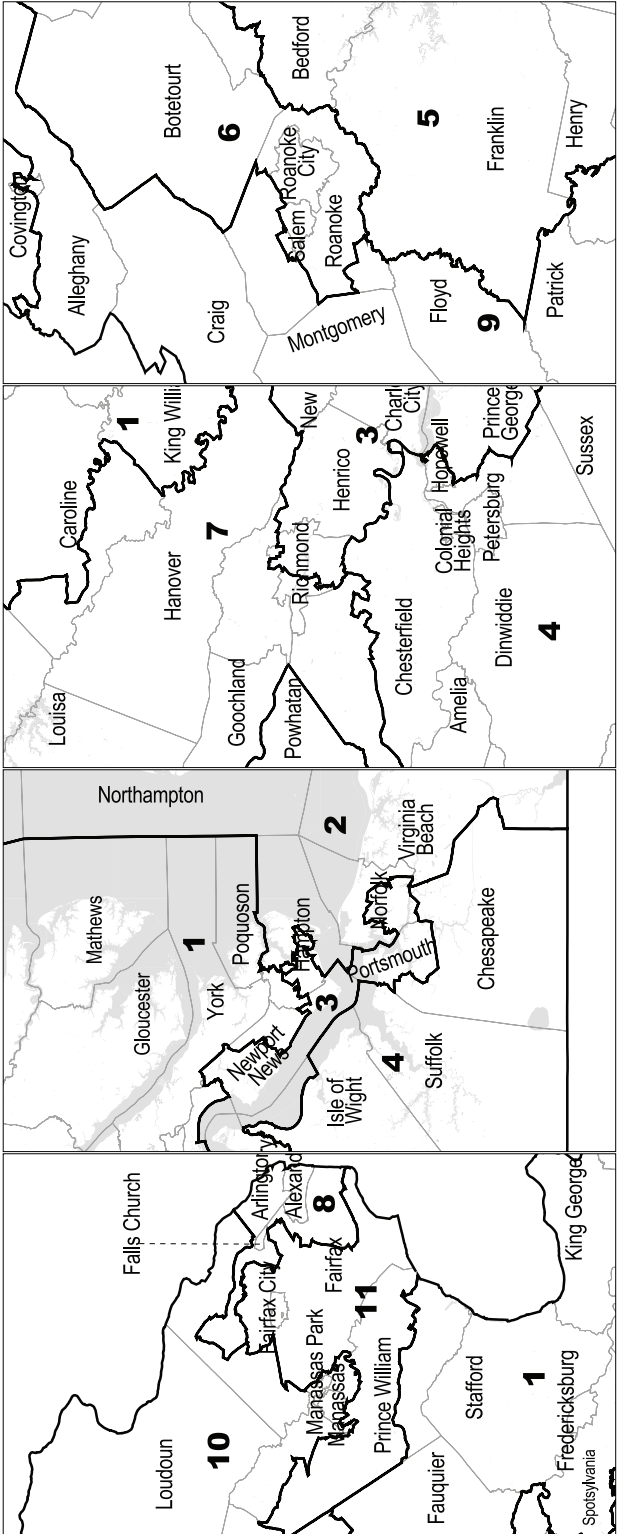 Covington
Alleghany
Botetourt
6
Bedford
Craig
Salem
Roanoke
City
Roanoke
5
Franklin
Henry
Montgomery
Floyd
9
Patrick
Caroline
1
King Willi
Louisa
Hanover
7
New
Henrico
3
Charl
City
Goochland
Richmond
Powhatan
Chesterfield
Hopewell
Prince
George
Colonial
Heights
Petersburg
Sussex
Amelia
Dinwiddie
4
Northampton
Mathews
Gloucester
1
York
Poquoson
Hampton
2
Virginia
Beach
Norfolk
Newport
News
3
Portsmouth
Chesapeake
Isle of
Wight
4
Suffolk
Falls Church
Arlington
Alexand
8
Fairfax City
Fairfax
11
King George
Loudoun
10
Manassas Park
Manassas
Prince William
Stafford
1
Fauquier
Fredericksburg
Spotsylvania